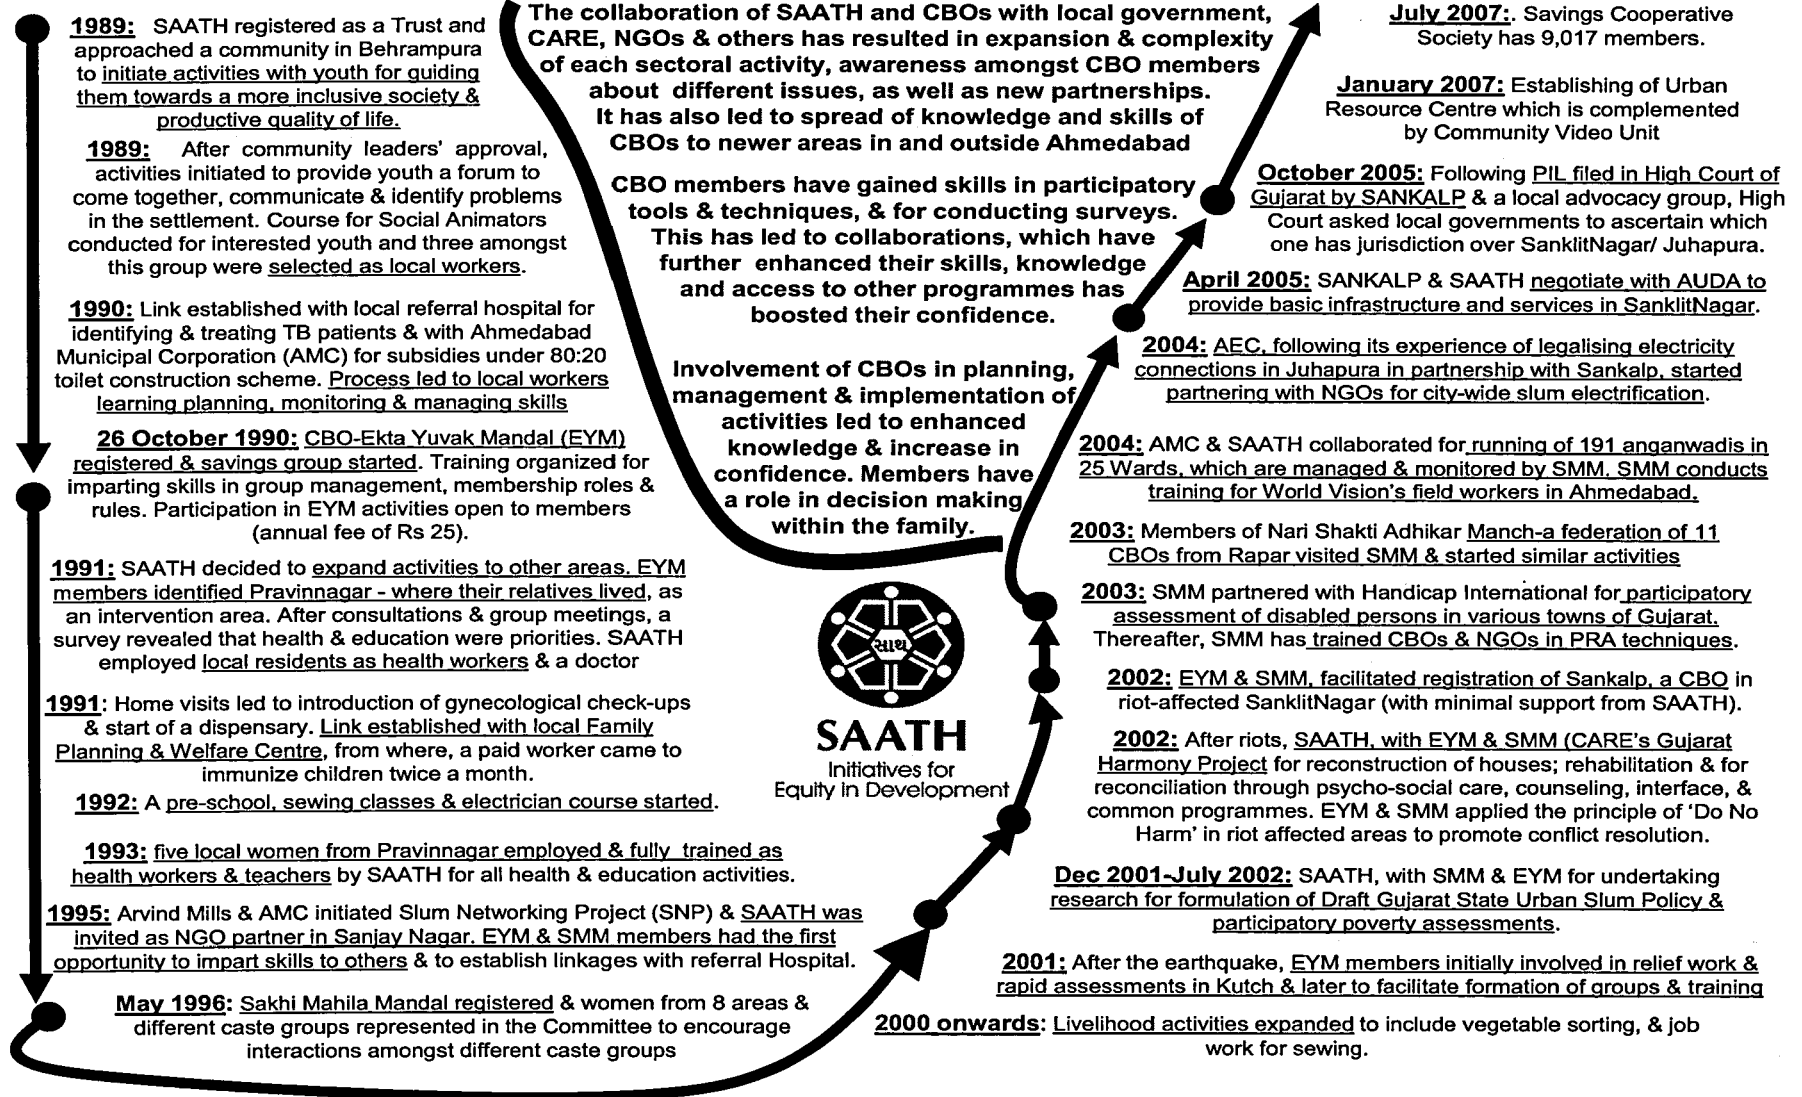 1989: SAATH registered as a Trust and
approached a community in Behrampura
to initiate activities with youth for guiding
them towards a more inclusive society &
productive quality of life.
1989: After community leaders' approval,
activities initiated to provide youth a forum to
come together, communicate & identify problems
in the settlement. Course for Social Animators
conducted for interested youth and three amongst
this group were selected as local workers.
1990: Link established with local referral hospital for
identifying & treating TB patients & with Ahmedabad
Municipal Corporation (AMC) for subsidies under 80:20
toilet construction scheme. Process led to local workers
learning planning, monitoring & managing skills
26 October 1990: CBO-Ekta Yuvak Mandal (EYM)
registered & savings group started. Training organized for
imparting skills in group management, membership roles &
rules. Participation in EYM activities open to members
(annual fee of Rs 25).
1991: SAATH decided to expand activities to other areas. EYM
members identified Pravinnagar - where their relatives lived, as
an intervention area. After consultations & group meetings, a
survey revealed that health & education were priorities. SAATH
employed local residents as health workers & a doctor
1991: Home visits led to introduction of gynecological check-ups
& start of a dispensary. Link established with local Family
Planning & Welfare Centre, from where, a paid worker came to
immunize children twice a month.
1992: A pre-school, sewing classes & electrician course started.
1993: five local women from Pravinnagar employed & fully trained as
health workers & teachers by SAATH for all health & education activities.
1995: Arvind Mills & AMC initiated Slum Networking Project (SNP) & SAATH was
invited as NGO partner in Sanjay Nagar. EYM & SMM members had the first
opportunity to impart skills to others & to establish linkages with referral Hospital.
May 1996: Sakhi Mahila Mandal registered & women from 8 areas &
different caste groups represented in the Committee to encourage
interactions amongst different caste groups
The collaboration of SAATH and CBOs with local government,
CARE, NGOs & others has resulted in expansion & complexity
of each sectoral activity, awareness amongst CBO members
about different issues, as well as new partnerships.
It has also led to spread of knowledge and skills of
CBOs to newer areas in and outside Ahmedabad
CBO members have gained skills in participatory
tools & techniques, & for conducting surveys.
This has led to collaborations, which have
further enhanced their skills, knowledge
and access to other programmes has
boosted their confidence.
Involvement of CBOs in planning,
management & implementation of
activities led to enhanced
knowledge & increase in
confidence. Members have
a role in decision making
within the family.
સાથ
SAATH
Initiatives for
Equity in Development
July 2007:. Savings Cooperative
Society has 9,017 members.
January 2007: Establishing of Urban
Resource Centre which is complemented
by Community Video Unit
October 2005: Following PIL filed in High Court of
Gujarat by SANKALP & a local advocacy group, High
Court asked local governments to ascertain which
one has jurisdiction over SanklitNagar/ Juhapura.
April 2005: SANKALP & SAATH negotiate with AUDA to
provide basic infrastructure and services in SanklitNagar.
2004: AEC, following its experience of legalising electricity
connections in Juhapura in partnership with Sankalp, started
partnering with NGOs for city-wide slum electrification.
2004: AMC & SAATH collaborated for running of 191 anganwadis in
25 Wards, which are managed & monitored by SMM. SMM conducts
training for World Vision's field workers in Ahmedabad.
2003: Members of Nari Shakti Adhikar Manch-a federation of 11
CBOs from Rapar visited SMM & started similar activities
2003: SMM partnered with Handicap International for participatory
assessment of disabled persons in various towns of Gujarat.
Thereafter, SMM has trained CBOs & NGOs in PRA techniques.
2002: EYM & SMM, facilitated registration of Sankalp, a CBO in
riot-affected SanklitNagar (with minimal support from SAATH).
2002: After riots, SAATH, with EYM & SMM (CARE's Gujarat
Harmony Project for reconstruction of houses; rehabilitation & for
reconciliation through psycho-social care, counseling, interface, &
common programmes. EYM & SMM applied the principle of 'Do No
Harm' in riot affected areas to promote conflict resolution.
Dec 2001-July 2002: SAATH, with SMM & EYM for undertaking
research for formulation of Draft Gujarat State Urban Slum Policy &
participatory poverty assessments.
2001: After the earthquake, EYM members initially involved in relief work &
rapid assessments in Kutch & later to facilitate formation of groups & training
2000 onwards: Livelihood activities expanded to include vegetable sorting, & job
work for sewing.